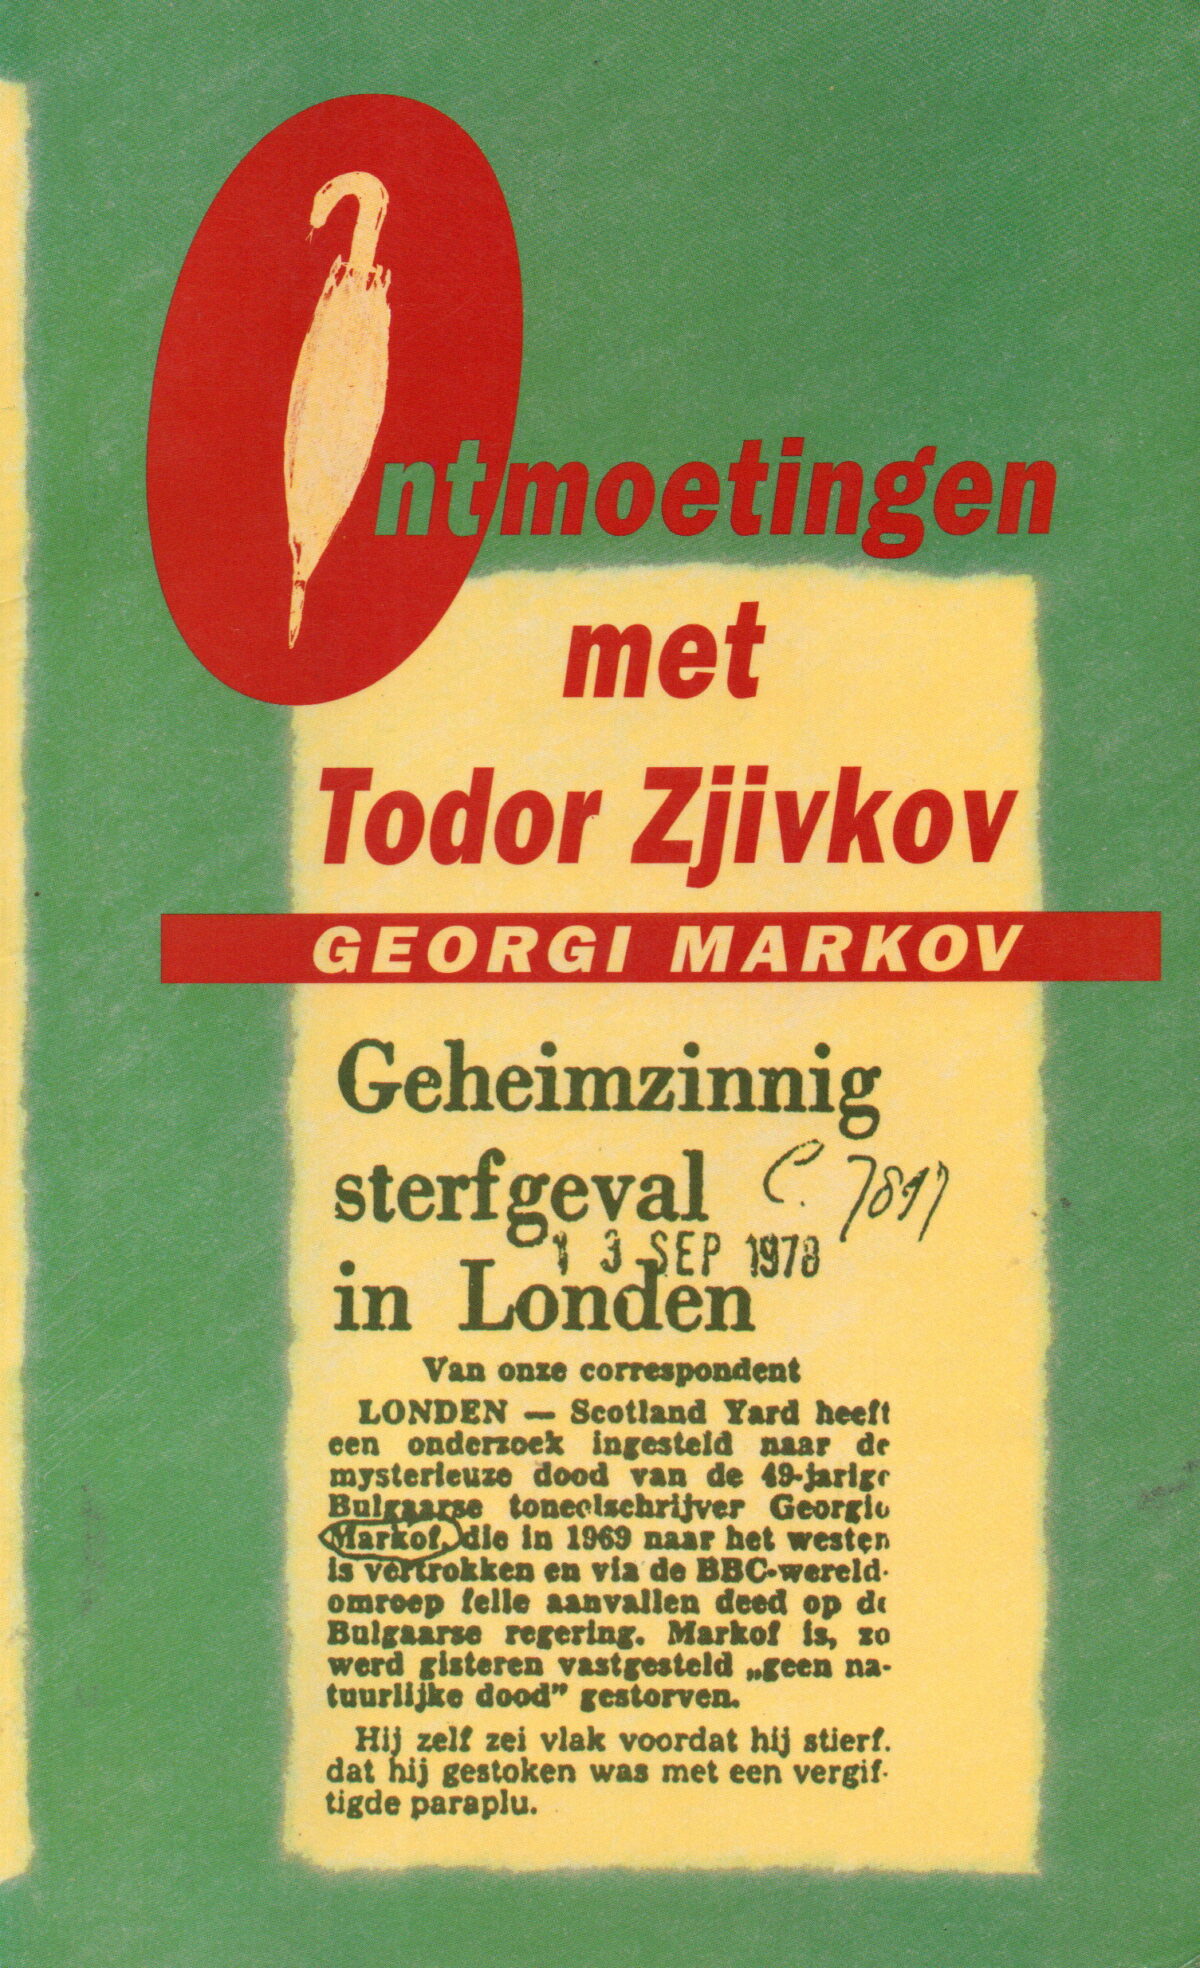 Ontmoetingen
met
Todor Zjivkov
GEORGI MARKOV
Geheimzinnig
sterfgeval
13 SEP 1978
in Londen
Van onze correspondent
LONDEN — Scotland Yard heeft
een onderzoek ingesteld naar de
mysterieuze dood van de 49-jarige
Bulgaarse toneelschrijver Georgio
Markof, die in 1969 naar het westen
is vertrokken en via de BBC-wereld-
omroep felle aanvallen deed op de
Bulgaarse regering. Markof is, zo
werd gisteren vastgesteld „geen na-
tuurlijke dood” gestorven.
Hij zelf zei vlak voordat hij stierf.
dat hij gestoken was met een vergif-
tigde paraplu.